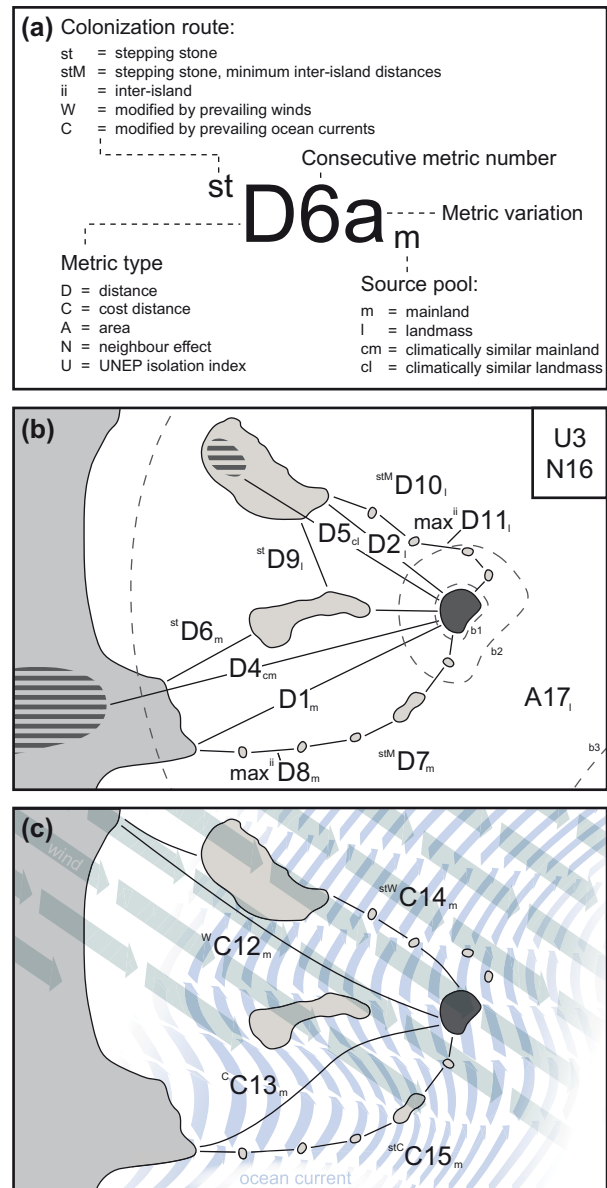 (a) Colonization route:
st = stepping stone
stM = stepping stone, minimum inter-island distances
ii = inter-island
W = modified by prevailing winds
C = modified by prevailing ocean currents
Consecutive metric number
st D6a m
Metric variation
Metric type
D = distance
C = cost distance
A = area
N = neighbour effect
U = UNEP isolation index
Source pool:
m = mainland
l = landmass
cm = climatically similar mainland
cl = climatically similar landmass
(b)
U3
N16
stM D10 l
max ii D11 l
D5 cl
D2 l
st D9 l
st D6 m
b1
b2
D4 cm
D1 m
A17 l
b3
stM D7 m
max ii D8 m
(c)
wind
stW C14 m
W C12 m
C C13 m
stC C15 m
ocean current